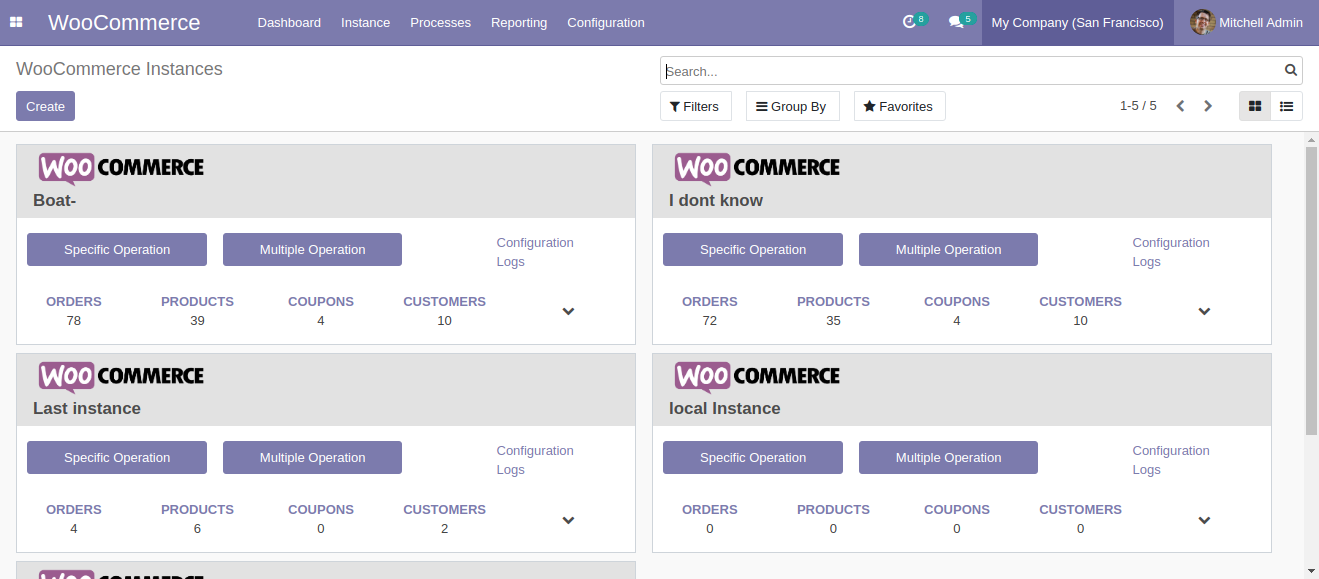 WooCommerce Dashboard Instance Processes Reporting Configuration 8 5 My Company (San Francisco) Mitchell Admin
WooCommerce Instances
Search...
Create
Filters Group By Favorites 1-5 / 5
WOO COMMERCE
Boat-
Specific Operation Multiple Operation Configuration
Logs
ORDERS PRODUCTS COUPONS CUSTOMERS
78 39 4 10
WOO COMMERCE
I dont know
Specific Operation Multiple Operation Configuration
Logs
ORDERS PRODUCTS COUPONS CUSTOMERS
72 35 4 10
WOO COMMERCE
Last instance
Specific Operation Multiple Operation Configuration
Logs
ORDERS PRODUCTS COUPONS CUSTOMERS
4 6 0 2
WOO COMMERCE
local Instance
Specific Operation Multiple Operation Configuration
Logs
ORDERS PRODUCTS COUPONS CUSTOMERS
0 0 0 0
WOO COMMERCE